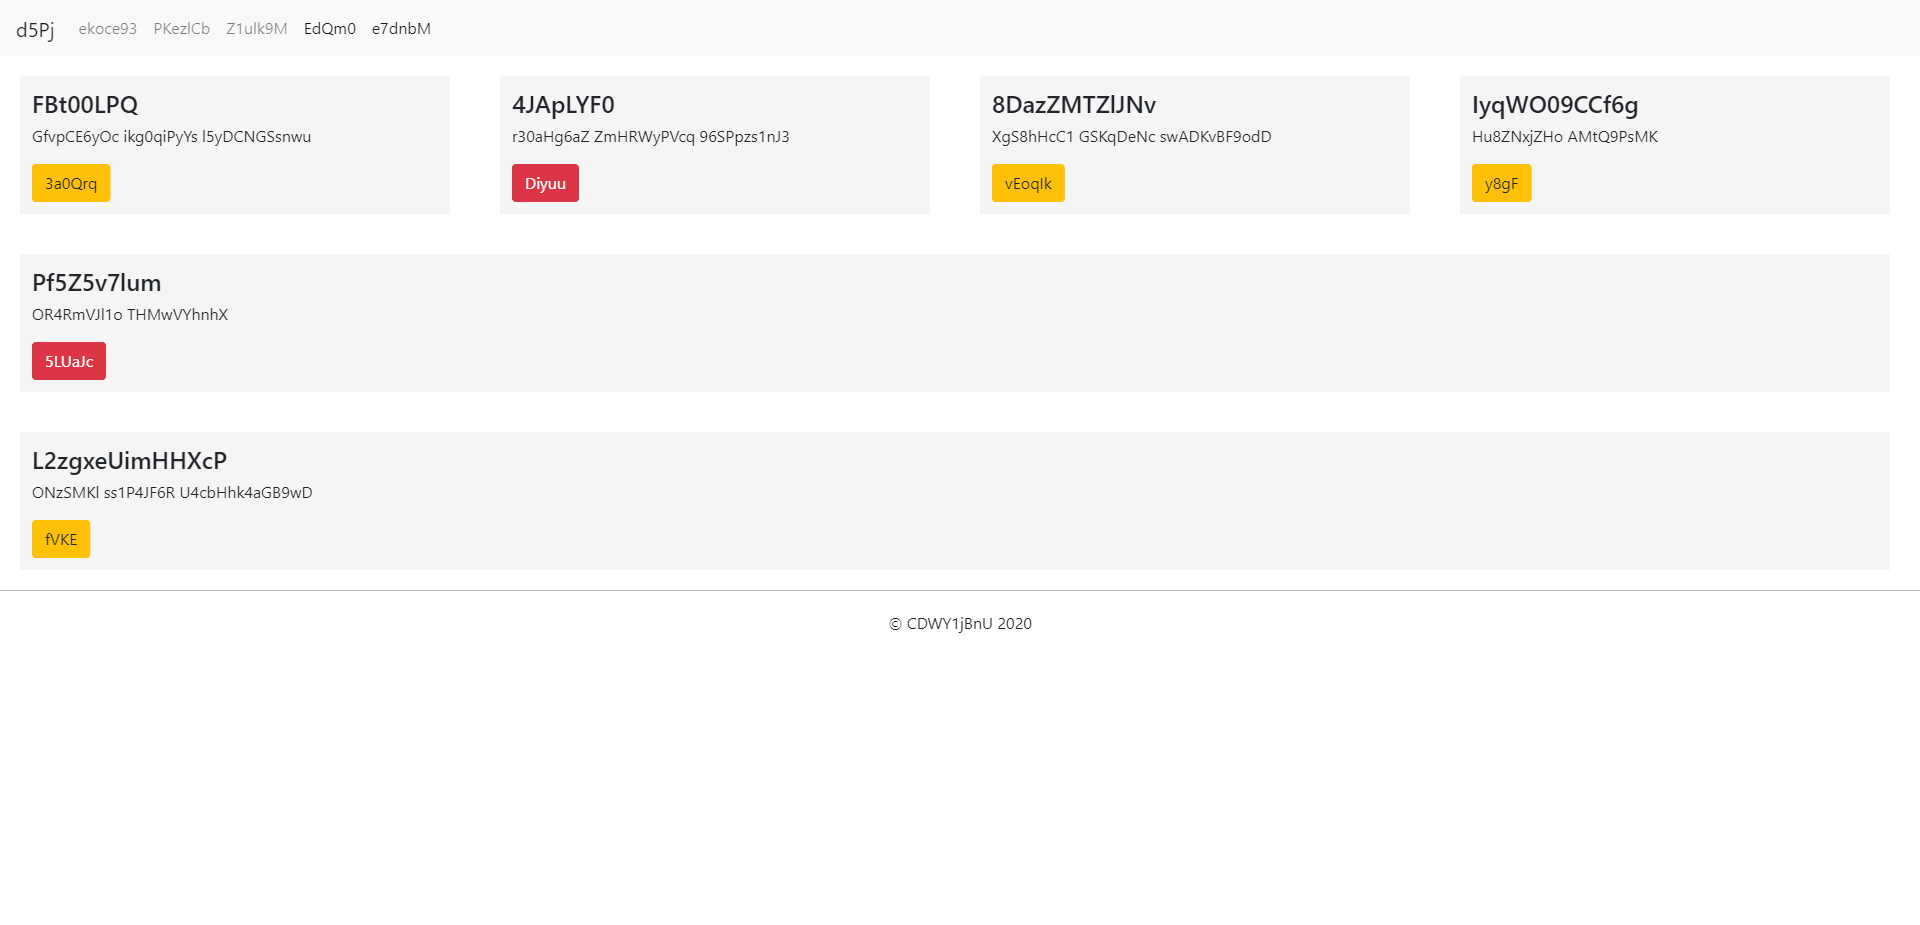 d5Pj ekoce93 PKezlCb Z1ulk9M EdQm0 e7dnbM
FBt00LPQ
GfvpCE6yOc ikg0qiPyYs l5yDCNGSsnwu
3a0Qrq
4JApLYF0
r30aHg6aZ ZmHRWyPVcq 96SPpzs1nJ3
Diyuu
8DazZMTZlJNv
XgS8hHcC1 GSKqDeNc swADKvBF9odD
vEoqIk
IyqWO09CCf6g
Hu8ZNxjZHo AMtQ9PsMK
y8gF
Pf5Z5v7lum
OR4RmVJl1o THMwVYhnhX
5LUaJc
L2zgxeUimHHXcP
ONzSMKl ss1P4JF6R U4cbHhk4aGB9wD
fVKE
© CDWY1jBnU 2020